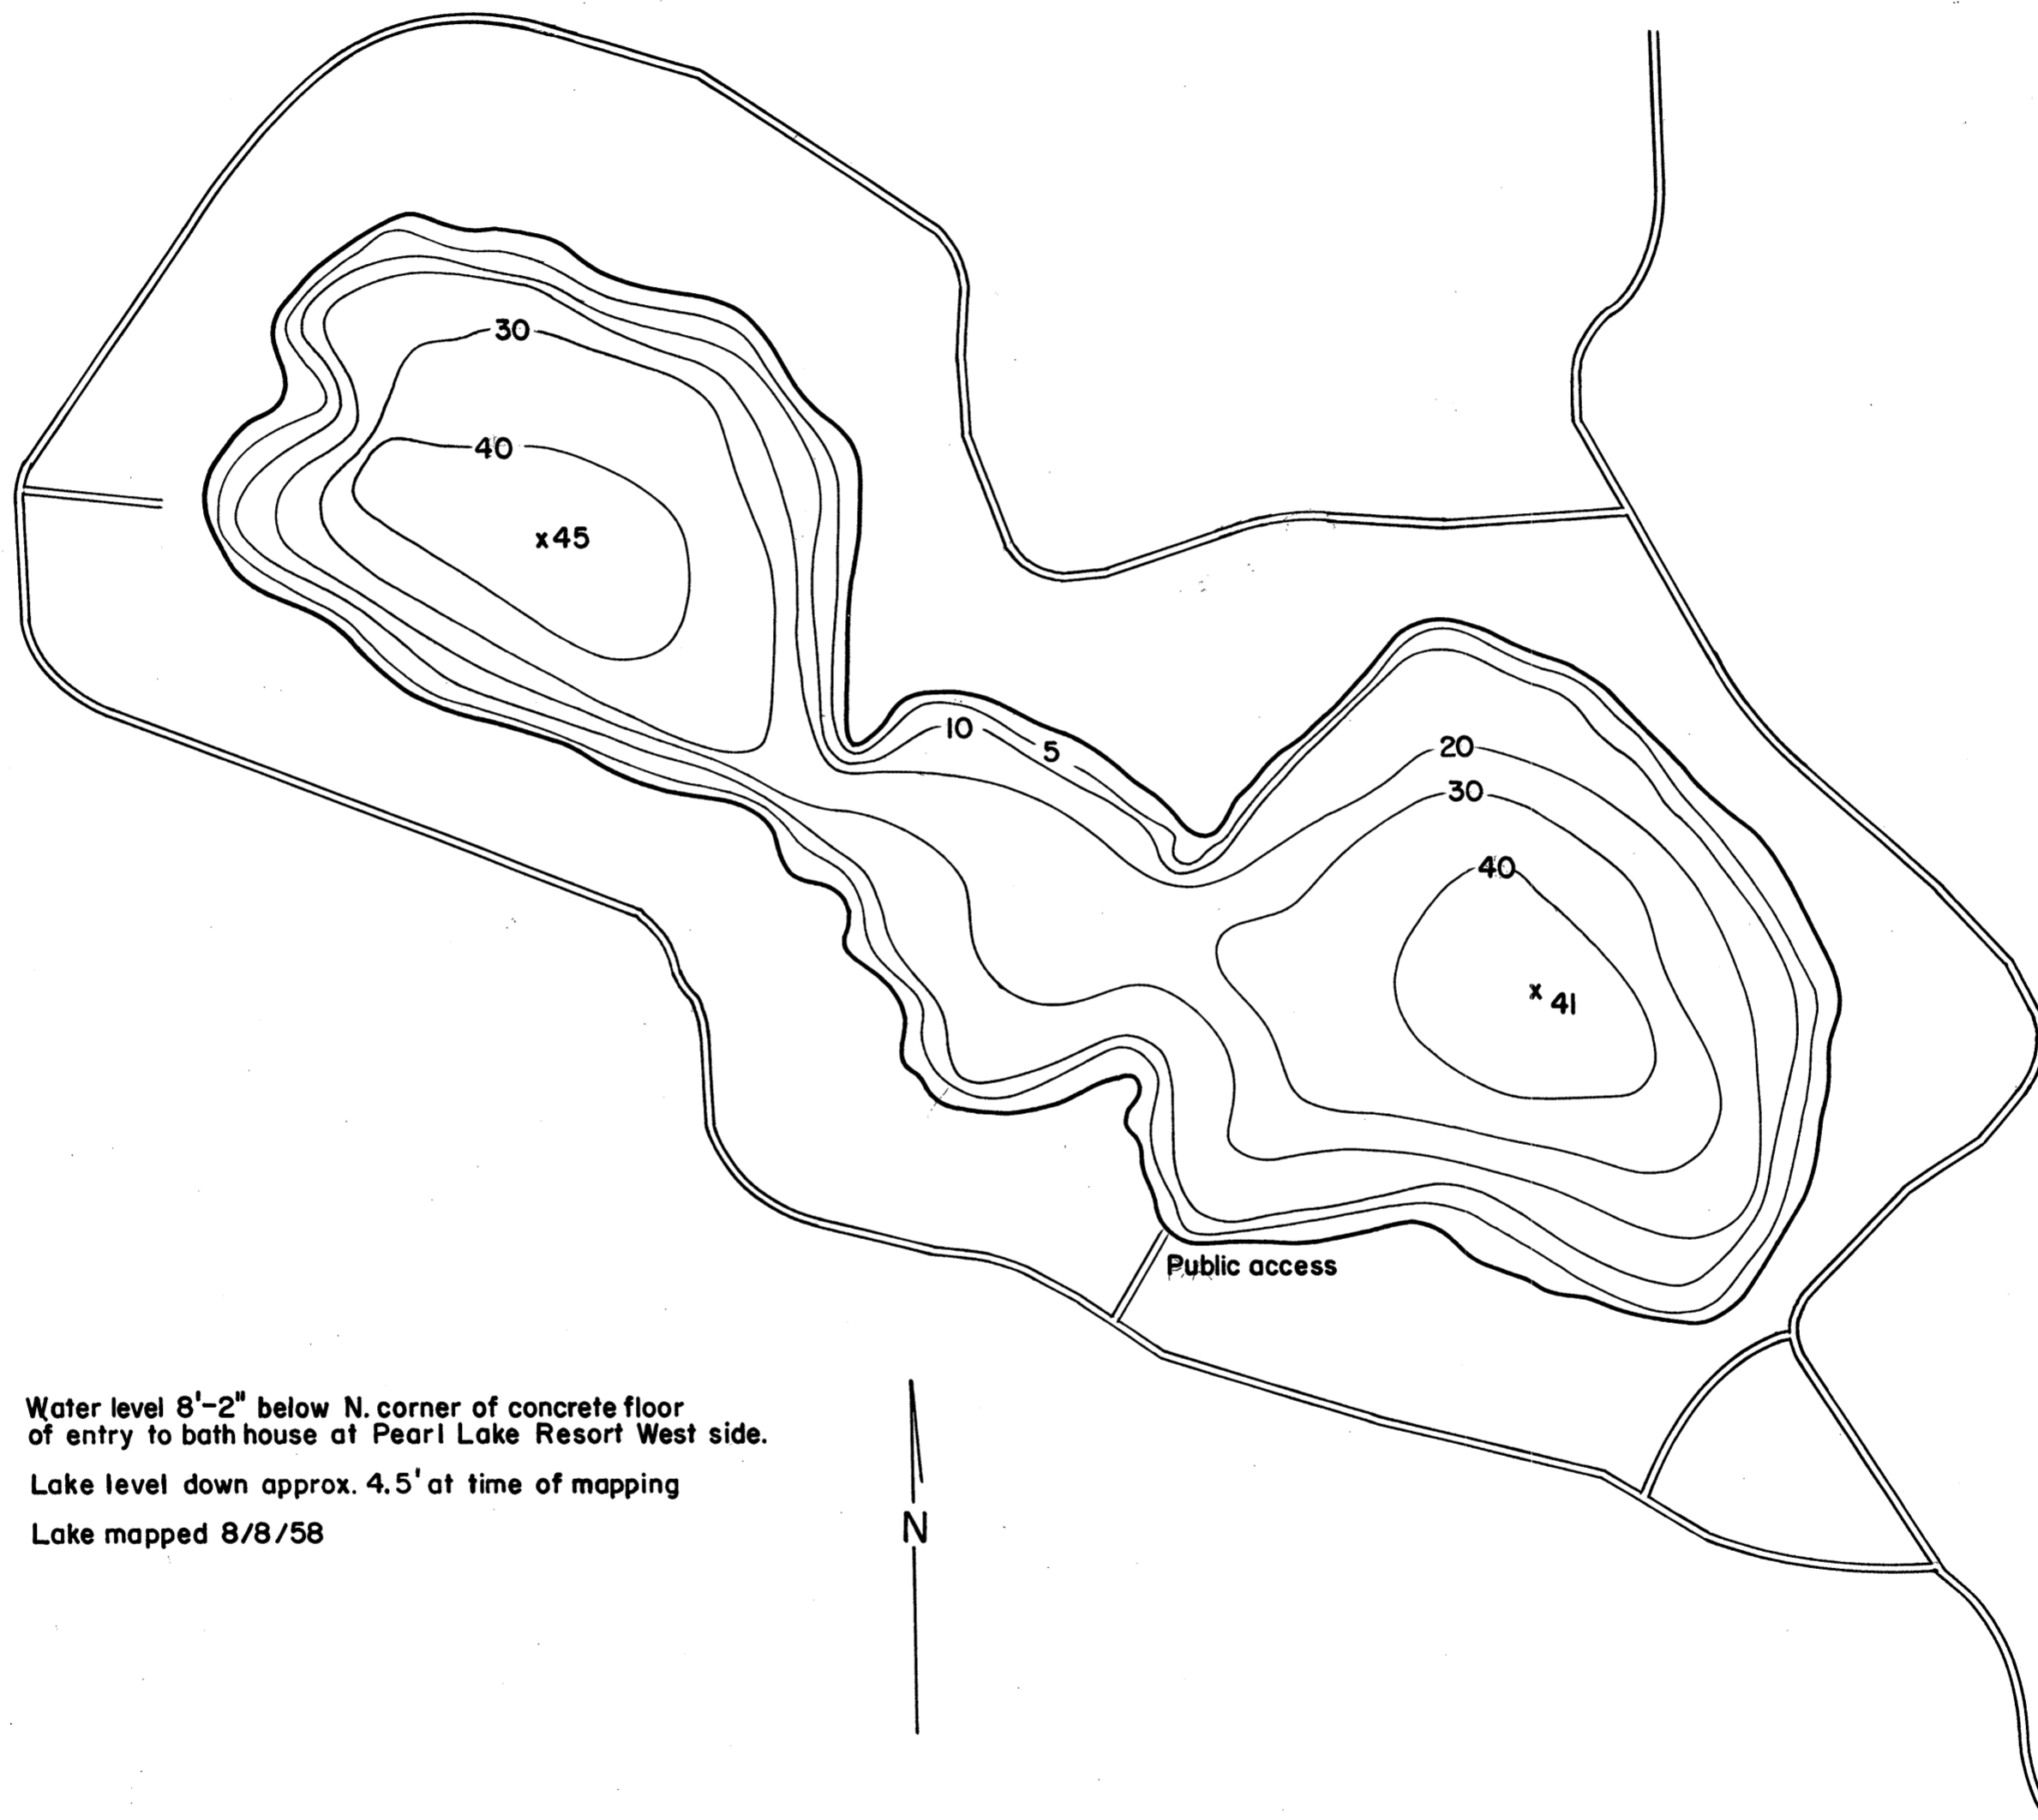 30
40
x45
10
5
20
30
40
x 41
Public access
Water level 8'-2" below N. corner of concrete floor
of entry to bath house at Pearl Lake Resort West side.
Lake level down approx. 4.5' at time of mapping
Lake mapped 8/8/58
N